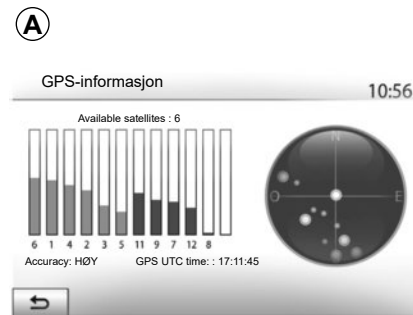 A
GPS-informasjon
10:56
Available satellites : 6
N
O E
6 1 4 2 3 5 11 9 7 12 8
Accuracy: HØY GPS UTC time: : 17:11:45